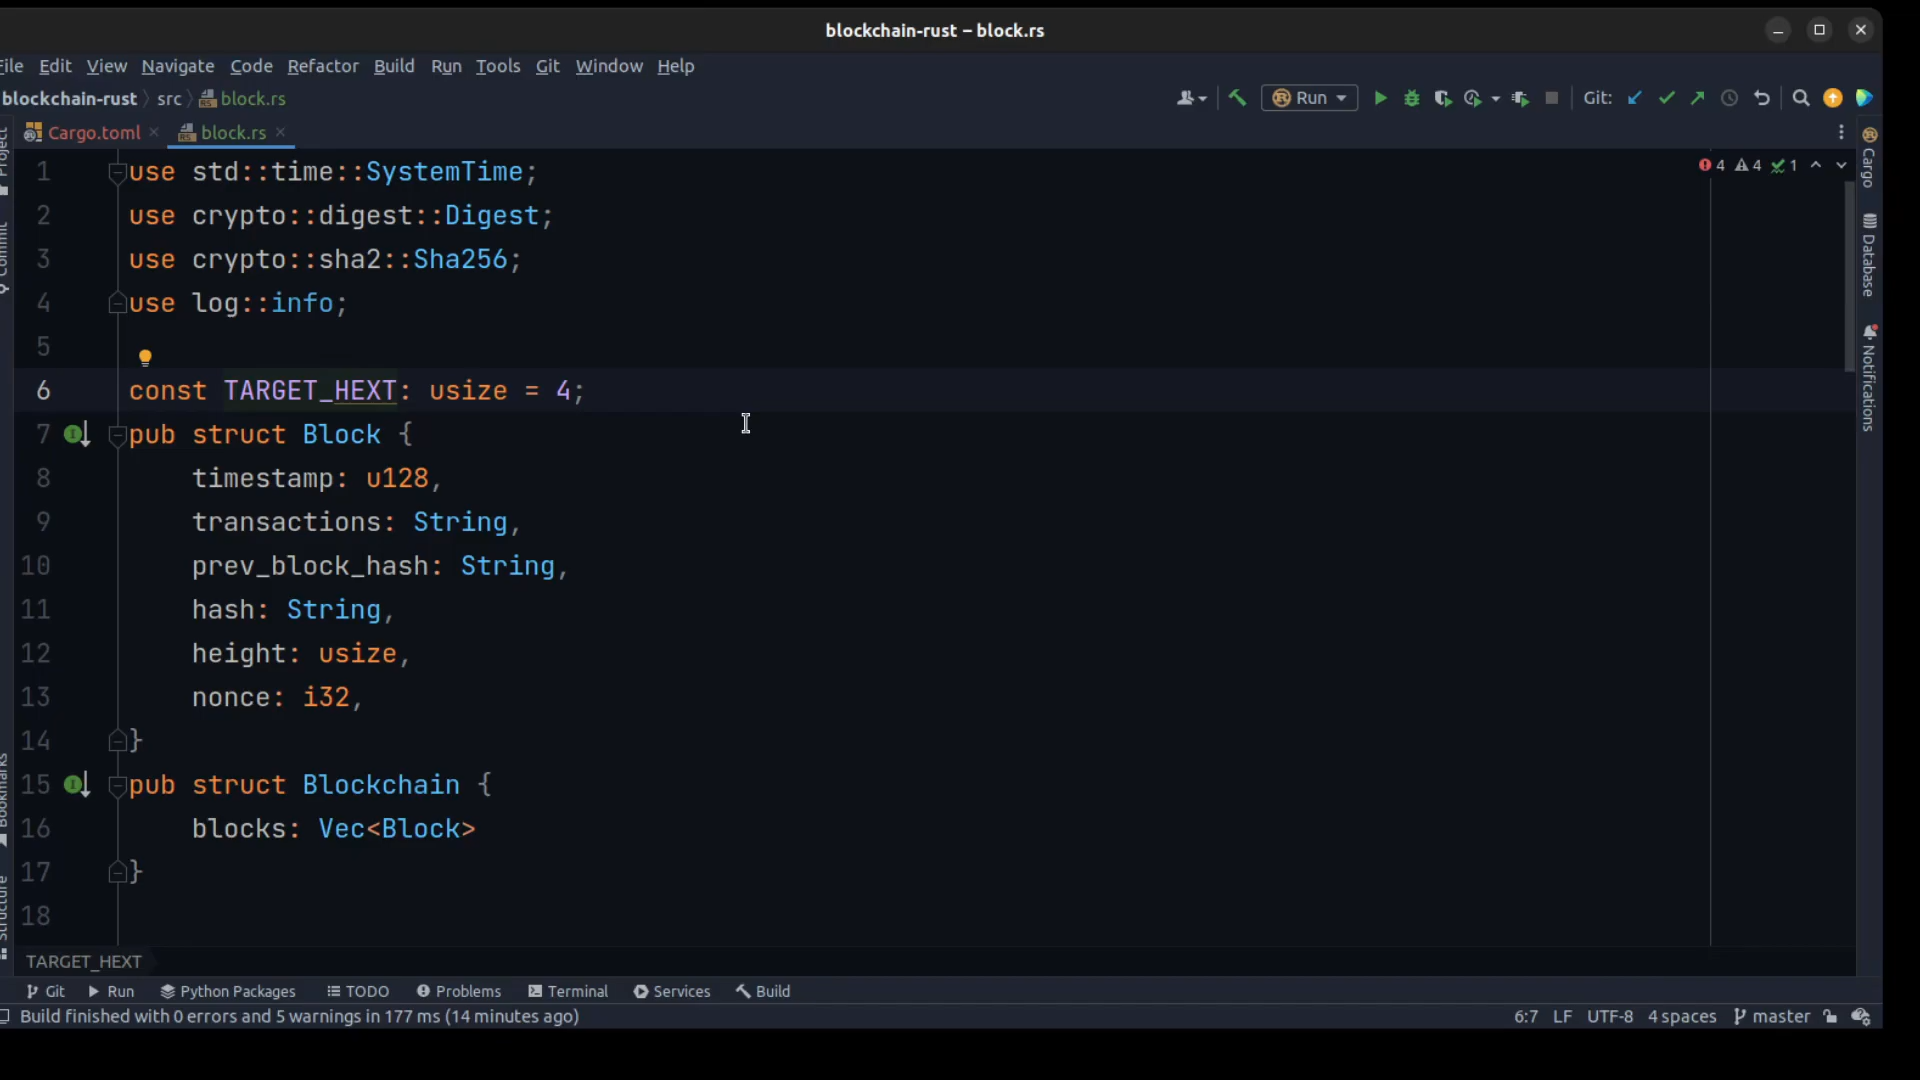 blockchain-rust – block.rs
File Edit View Navigate Code Refactor Build Run Tools Git Window Help
blockchain-rust src block.rs
Run Git:
Cargo.toml block.rs
4 4 1
1 use std::time::SystemTime;
2 use crypto::digest::Digest;
3 use crypto::sha2::Sha256;
4 use log::info;
5
6 const TARGET_HEXT: usize = 4;
7 pub struct Block {
8 timestamp: u128,
9 transactions: String,
10 prev_block_hash: String,
11 hash: String,
12 height: usize,
13 nonce: i32,
14 }
15 pub struct Blockchain {
16 blocks: Vec<Block>
17 }
18
Project
Commit
Bookmarks
Structure
Cargo
Database
Notifications
TARGET_HEXT
Git Run Python Packages TODO Problems Terminal Services Build
Build finished with 0 errors and 5 warnings in 177 ms (14 minutes ago) 6:7 LF UTF-8 4 spaces master